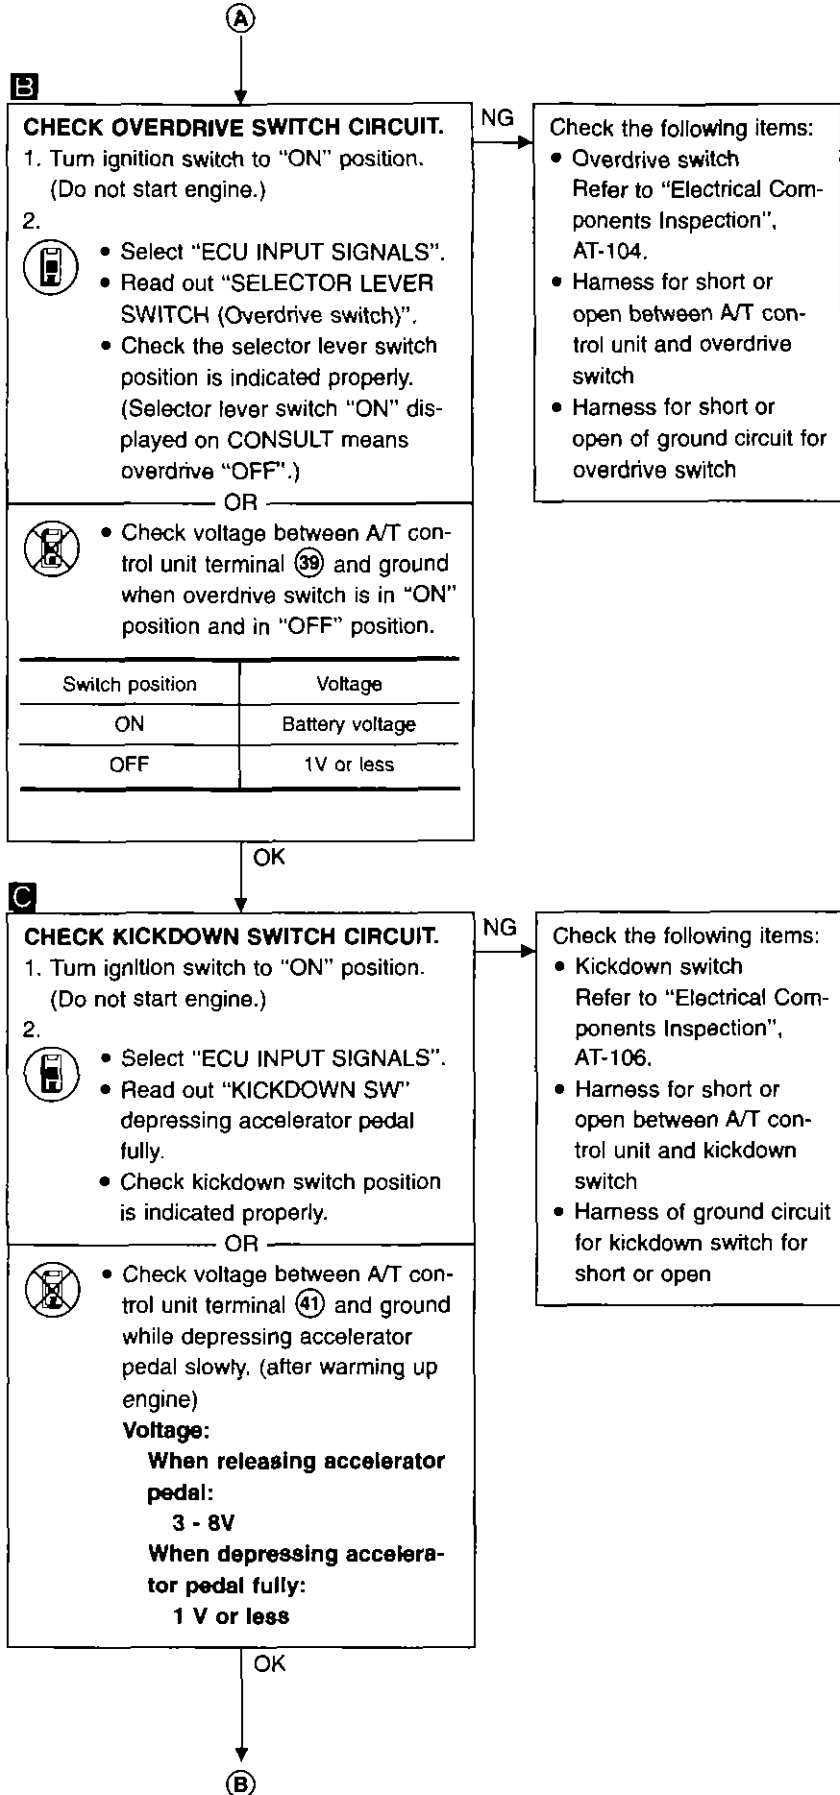 A
B
CHECK OVERDRIVE SWITCH CIRCUIT.
1. Turn ignition switch to "ON" position.
(Do not start engine.)
2.
• Select "ECU INPUT SIGNALS".
• Read out "SELECTOR LEVER
SWITCH (Overdrive switch)".
• Check the selector lever switch
position is indicated properly.
(Selector lever switch "ON" dis-
played on CONSULT means
overdrive "OFF".)
OR
• Check voltage between A/T con-
trol unit terminal 39 and ground
when overdrive switch is in "ON"
position and in "OFF" position.
Switch position Voltage
ON Battery voltage
OFF 1V or less
NG
Check the following items:
• Overdrive switch
Refer to "Electrical Com-
ponents Inspection",
AT-104.
• Harness for short or
open between A/T con-
trol unit and overdrive
switch
• Harness for short or
open of ground circuit for
overdrive switch
OK
C
CHECK KICKDOWN SWITCH CIRCUIT.
1. Turn ignition switch to "ON" position.
(Do not start engine.)
2.
• Select "ECU INPUT SIGNALS".
• Read out "KICKDOWN SW"
depressing accelerator pedal
fully.
• Check kickdown switch position
is indicated properly.
OR
• Check voltage between A/T con-
trol unit terminal 41 and ground
while depressing accelerator
pedal slowly. (after warming up
engine)
Voltage:
When releasing accelerator
pedal:
3 - 8V
When depressing accelera-
tor pedal fully:
1 V or less
NG
Check the following items:
• Kickdown switch
Refer to "Electrical Com-
ponents Inspection",
AT-106.
• Harness for short or
open between A/T con-
trol unit and kickdown
switch
• Harness of ground circuit
for kickdown switch for
short or open
OK
B